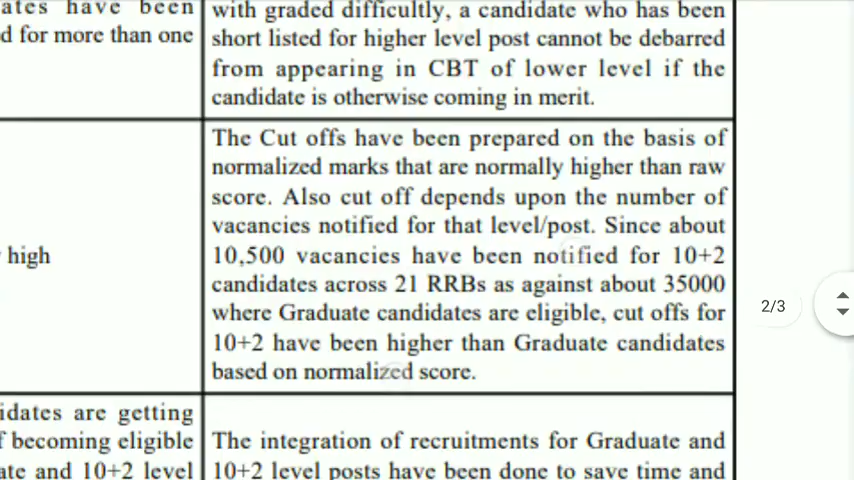 ates have been
d for more than one
with graded difficultly, a candidate who has been
short listed for higher level post cannot be debarred
from appearing in CBT of lower level if the
candidate is otherwise coming in merit.
high
The Cut offs have been prepared on the basis of
normalized marks that are normally higher than raw
score. Also cut off depends upon the number of
vacancies notified for that level/post. Since about
10,500 vacancies have been notified for 10+2
candidates across 21 RRBs as against about 35000
where Graduate candidates are eligible, cut offs for
10+2 have been higher than Graduate candidates
based on normalized score.
idates are getting
f becoming eligible
ate and 10+2 level
The integration of recruitments for Graduate and
10+2 level posts have been done to save time and
2/3